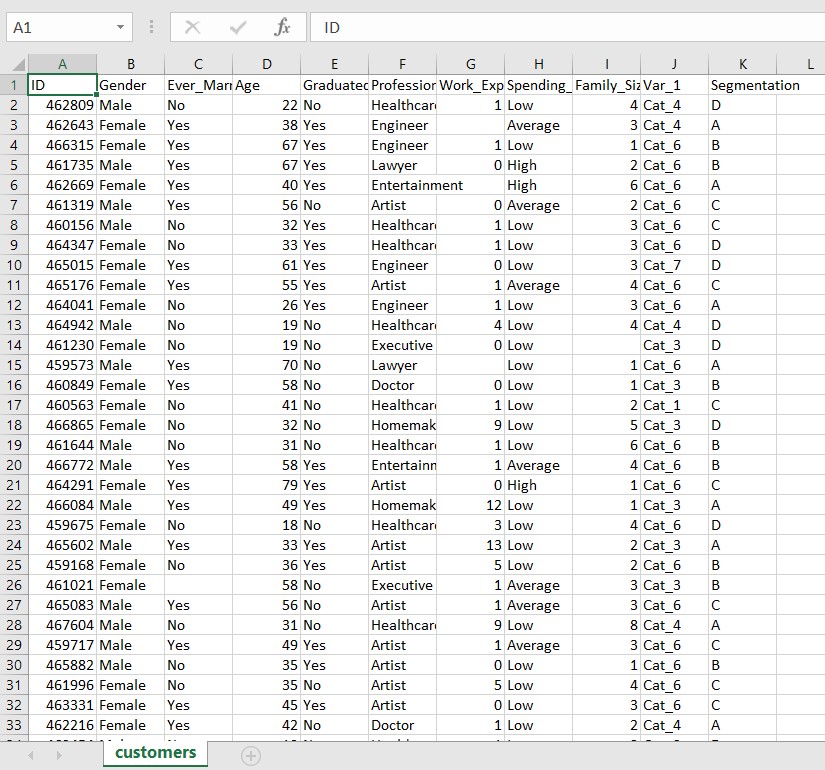 A1 fx ID
A B C D E F G H I J K L
1 ID Gender Ever_Marr Age Graduated Profession Work_Exp Spending_ Family_Siz Var_1 Segmentation
2 462809 Male No 22 No Healthcar 1 Low 4 Cat_4 D
3 462643 Female Yes 38 Yes Engineer Average 3 Cat_4 A
4 466315 Female Yes 67 Yes Engineer 1 Low 1 Cat_6 B
5 461735 Male Yes 67 Yes Lawyer 0 High 2 Cat_6 B
6 462669 Female Yes 40 Yes Entertainment High 6 Cat_6 A
7 461319 Male Yes 56 No Artist 0 Average 2 Cat_6 C
8 460156 Male No 32 Yes Healthcar 1 Low 3 Cat_6 C
9 464347 Female No 33 Yes Healthcar 1 Low 3 Cat_6 D
10 465015 Female Yes 61 Yes Engineer 0 Low 3 Cat_7 D
11 465176 Female Yes 55 Yes Artist 1 Average 4 Cat_6 C
12 464041 Female No 26 Yes Engineer 1 Low 3 Cat_6 A
13 464942 Male No 19 No Healthcar 4 Low 4 Cat_4 D
14 461230 Female No 19 No Executive 0 Low Cat_3 D
15 459573 Male Yes 70 No Lawyer Low 1 Cat_6 A
16 460849 Female Yes 58 No Doctor 0 Low 1 Cat_3 B
17 460563 Female No 41 No Healthcar 1 Low 2 Cat_1 C
18 466865 Female No 32 No Homemak 9 Low 5 Cat_3 D
19 461644 Male No 31 No Healthcar 1 Low 6 Cat_6 B
20 466772 Male Yes 58 Yes Entertainn 1 Average 4 Cat_6 B
21 464291 Female Yes 79 Yes Artist 0 High 1 Cat_6 C
22 466084 Male Yes 49 Yes Homemak 12 Low 1 Cat_3 A
23 459675 Female No 18 No Healthcar 3 Low 4 Cat_6 D
24 465602 Male Yes 33 Yes Artist 13 Low 2 Cat_3 A
25 459168 Female No 36 Yes Artist 5 Low 2 Cat_6 B
26 461021 Female 58 No Executive 1 Average 3 Cat_3 B
27 465083 Male Yes 56 No Artist 1 Average 3 Cat_6 C
28 467604 Male No 31 No Healthcar 9 Low 8 Cat_4 A
29 459717 Male Yes 49 Yes Artist 1 Average 3 Cat_6 C
30 465882 Male No 35 Yes Artist 0 Low 1 Cat_6 B
31 461996 Female No 35 No Artist 5 Low 4 Cat_6 C
32 463331 Female Yes 45 Yes Artist 0 Low 3 Cat_6 C
33 462216 Female Yes 42 No Doctor 1 Low 2 Cat_4 A
customers